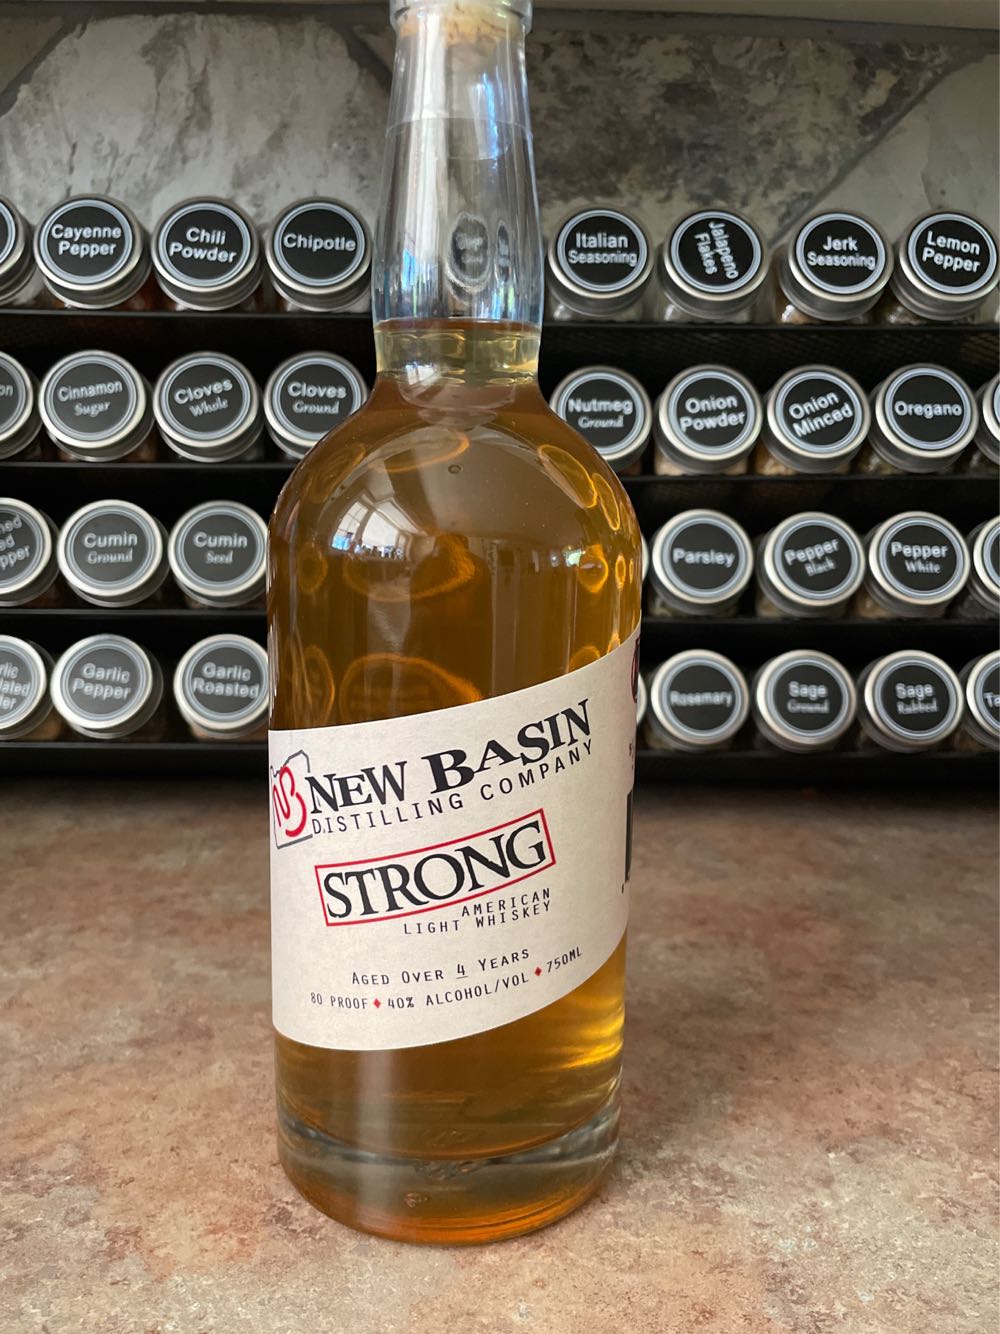 Cayenne
Pepper
Chili
Powder
Chipotle
Italian
Seasoning
Jalapeno
Flakes
Jerk
Seasoning
Lemon
Pepper
Cinnamon
Sugar
Cloves
Whole
Cloves
Ground
Nutmeg
Ground
Onion
Powder
Onion
Minced
Oregano
Cumin
Ground
Cumin
Seed
Parsley
Pepper
Black
Pepper
White
Garlic
Pepper
Garlic
Roasted
Rosemary
Sage
Ground
Sage
Rubbed
NB
NEW BASIN
DISTILLING COMPANY
STRONG
AMERICAN
LIGHT WHISKEY
AGED OVER 4 YEARS
80 PROOF ♦ 40% ALCOHOL/VOL ♦ 750ML